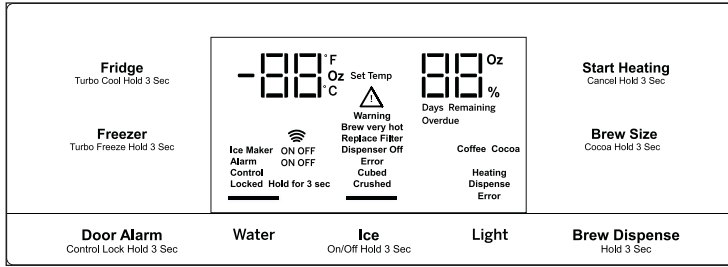 Fridge
Turbo Cool Hold 3 Sec
Freezer
Turbo Freeze Hold 3 Sec
-88 °F Oz °C
Set Temp
Warning
Brew very hot
Replace Filter
Dispenser Off
Error
Cubed
Crushed
Ice Maker ON OFF
Alarm ON OFF
Control
Locked Hold for 3 sec
88 Oz %
Days Remaining
Overdue
Coffee Cocoa
Heating
Dispense
Error
Start Heating
Cancel Hold 3 Sec
Brew Size
Cocoa Hold 3 Sec
Door Alarm
Control Lock Hold 3 Sec
Water
Ice
On/Off Hold 3 Sec
Light
Brew Dispense
Hold 3 Sec